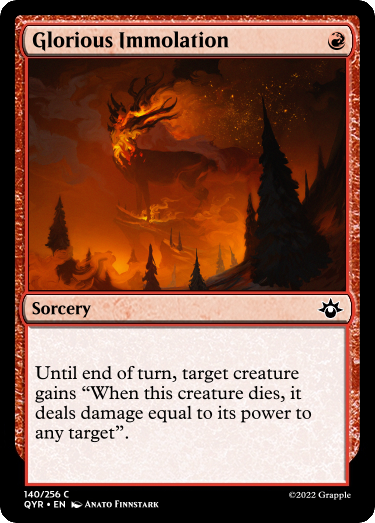 Glorious Immolation
Sorcery
Until end of turn, target creature
gains “When this creature dies, it
deals damage equal to its power to
any target”.
140/256 C
QYR • EN Anato Finnstark
©2022 Grapple